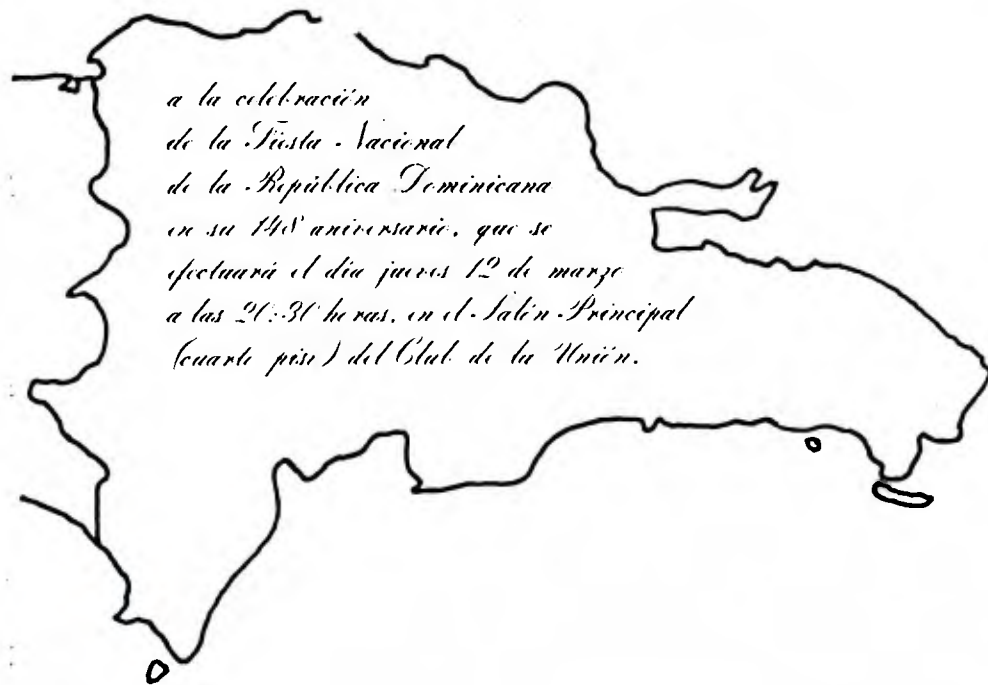 a la celebración
de la Fiesta Nacional
de la República Dominicana
en su 148 aniversario, que se
efectuará el día jueves 12 de marzo
a las 20:30 horas, en el Salón Principal
(cuarto piso) del Club de la Unión.